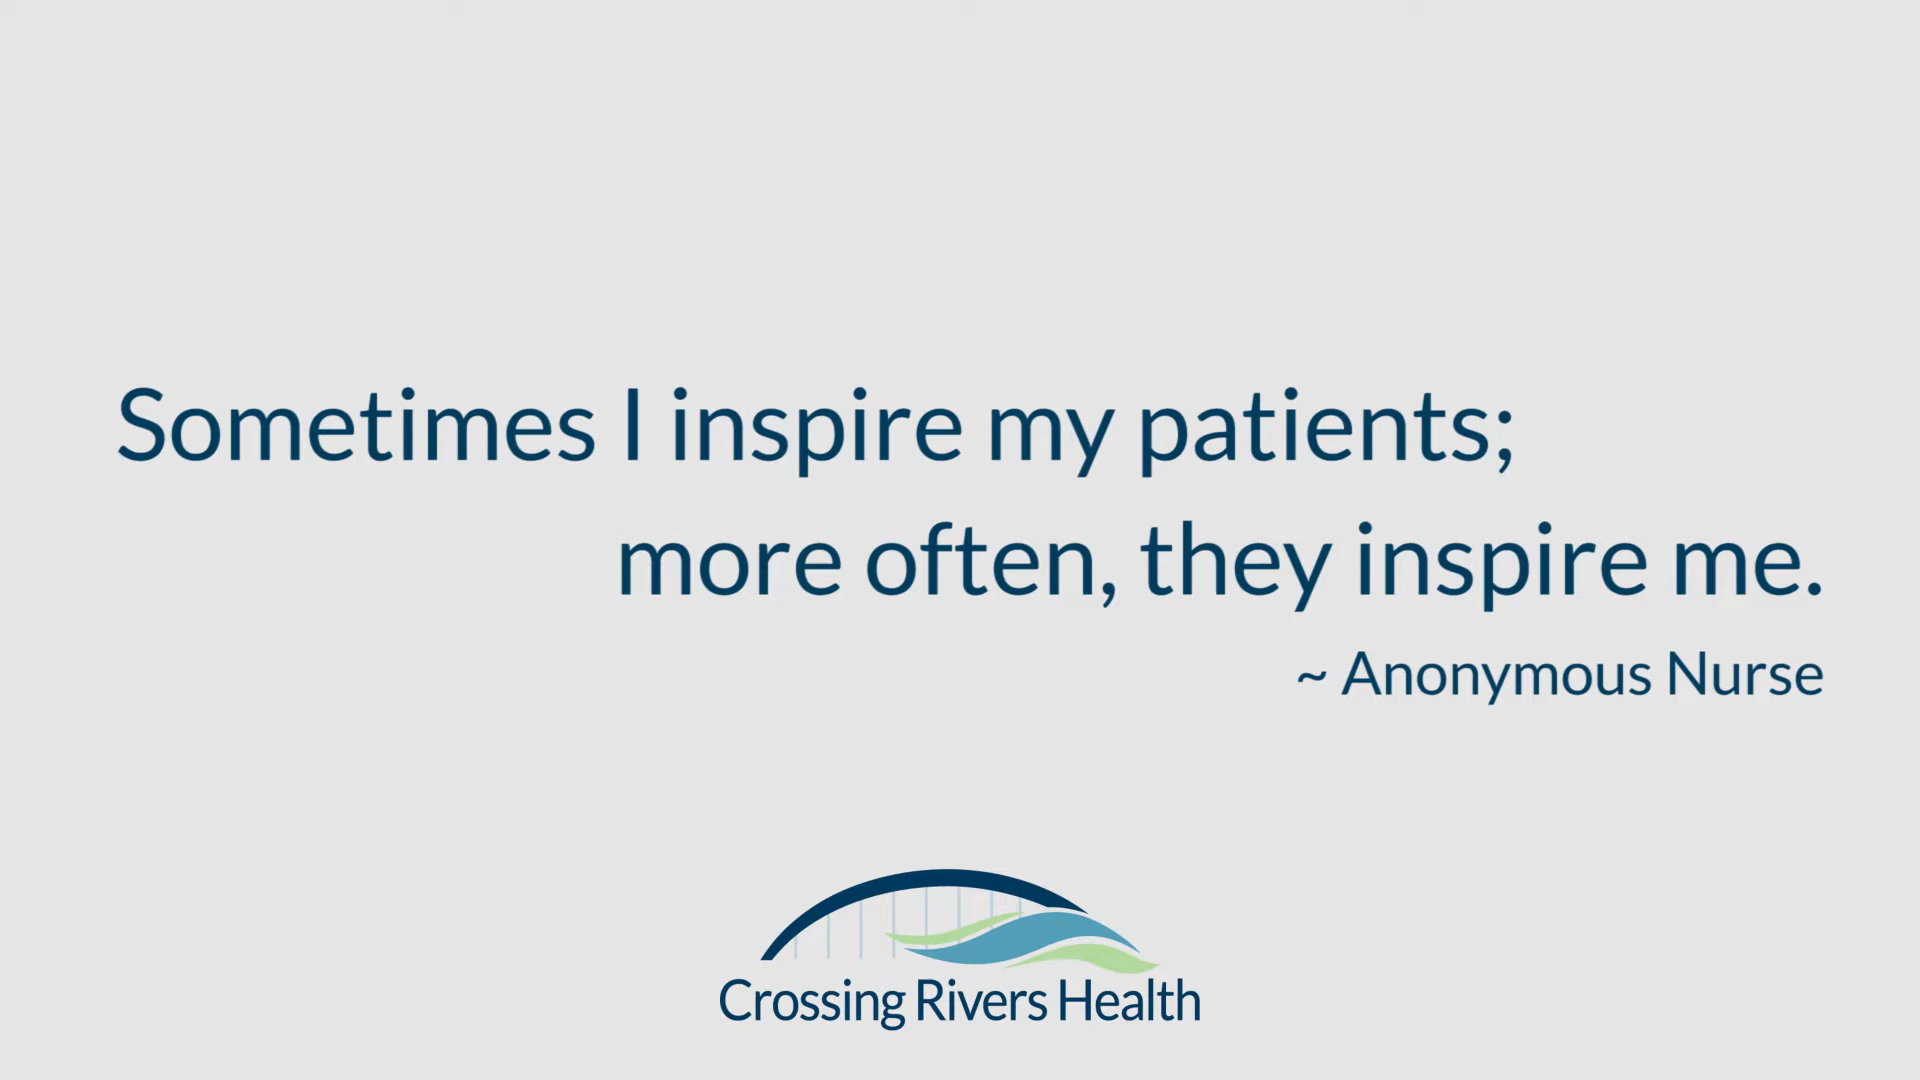 Sometimes I inspire my patients;
more often, they inspire me.
~ Anonymous Nurse
Crossing Rivers Health